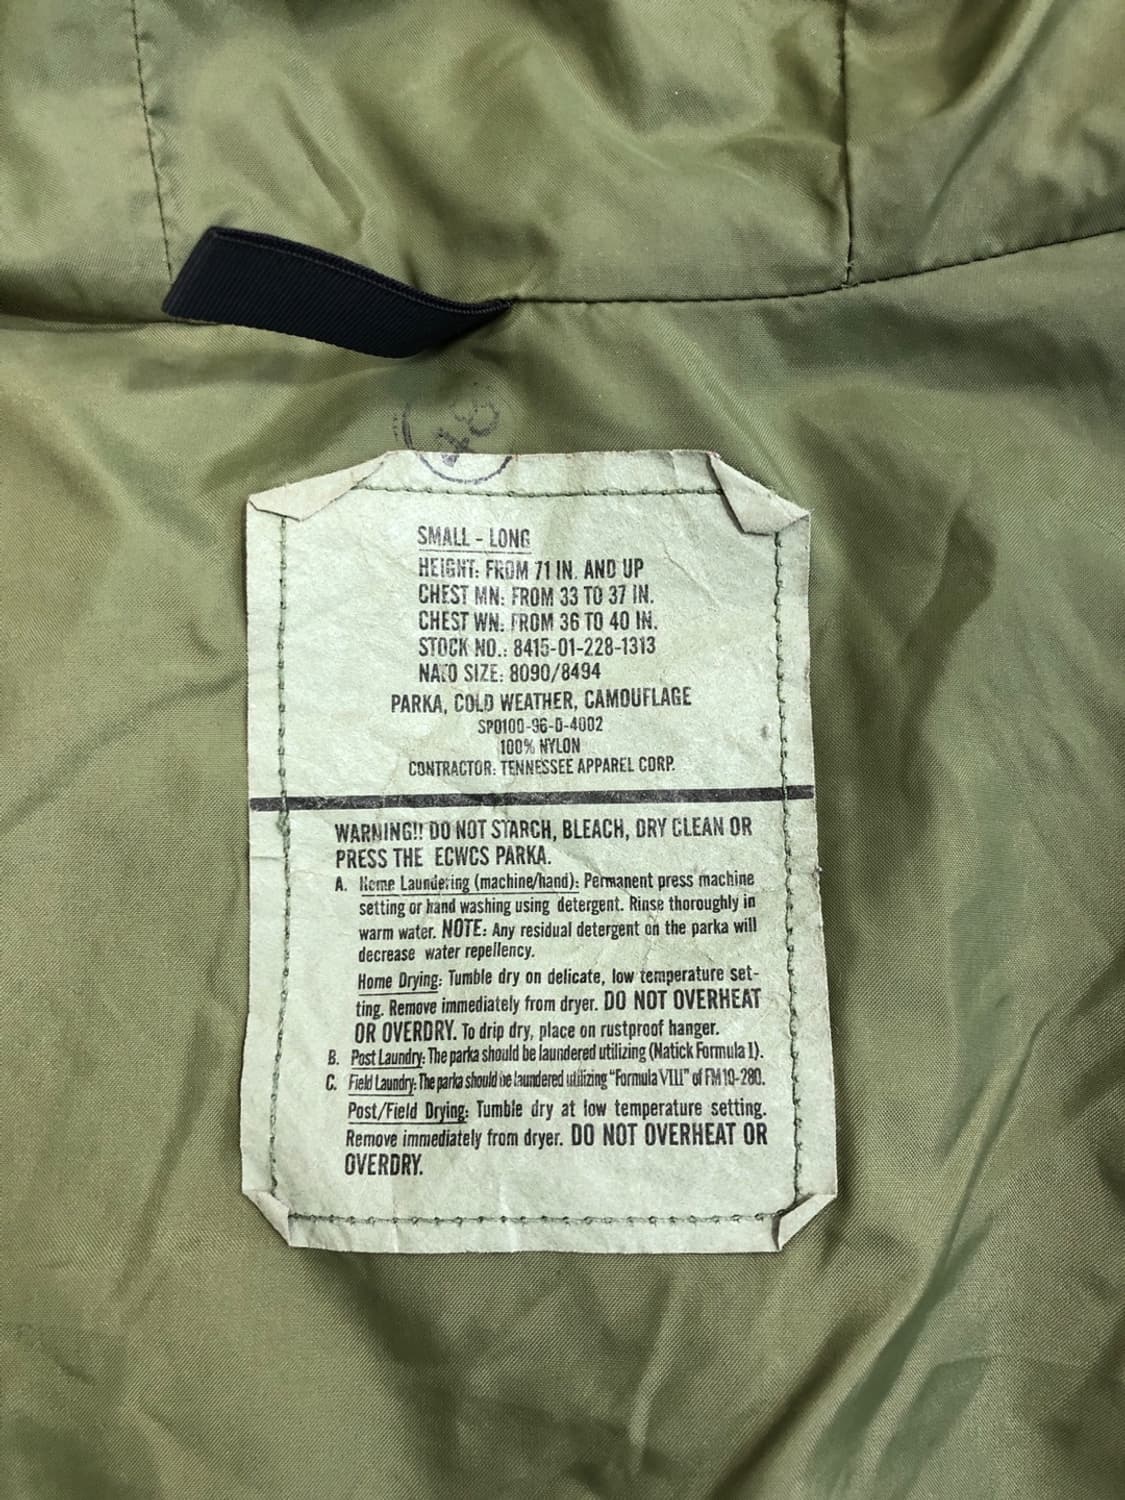 48
SMALL - LONG
HEIGHT: FROM 71 IN. AND UP
CHEST MN: FROM 33 TO 37 IN.
CHEST WN: FROM 36 TO 40 IN.
STOCK NO.: 8415-01-228-1313
NATO SIZE: 8090/8494
PARKA, COLD WEATHER, CAMOUFLAGE
SP0100-96-D-4002
100% NYLON
CONTRACTOR: TENNESSEE APPAREL CORP.
WARNING!! DO NOT STARCH, BLEACH, DRY CLEAN OR
PRESS THE ECWCS PARKA.
A. Home Laundering (machine/hand): Permanent press machine
setting or hand washing using detergent. Rinse thoroughly in
warm water. NOTE: Any residual detergent on the parka will
decrease water repellency.
Home Drying: Tumble dry on delicate, low temperature set-
ting. Remove immediately from dryer. DO NOT OVERHEAT
OR OVERDRY. To drip dry, place on rustproof hanger.
B. Post Laundry: The parka should be laundered utilizing (Natick Formula I).
C. Field Laundry: The parka should be laundered utilizing "Formula VIII" of FM 10-280.
Post/Field Drying: Tumble dry at low temperature setting.
Remove immediately from dryer. DO NOT OVERHEAT OR
OVERDRY.